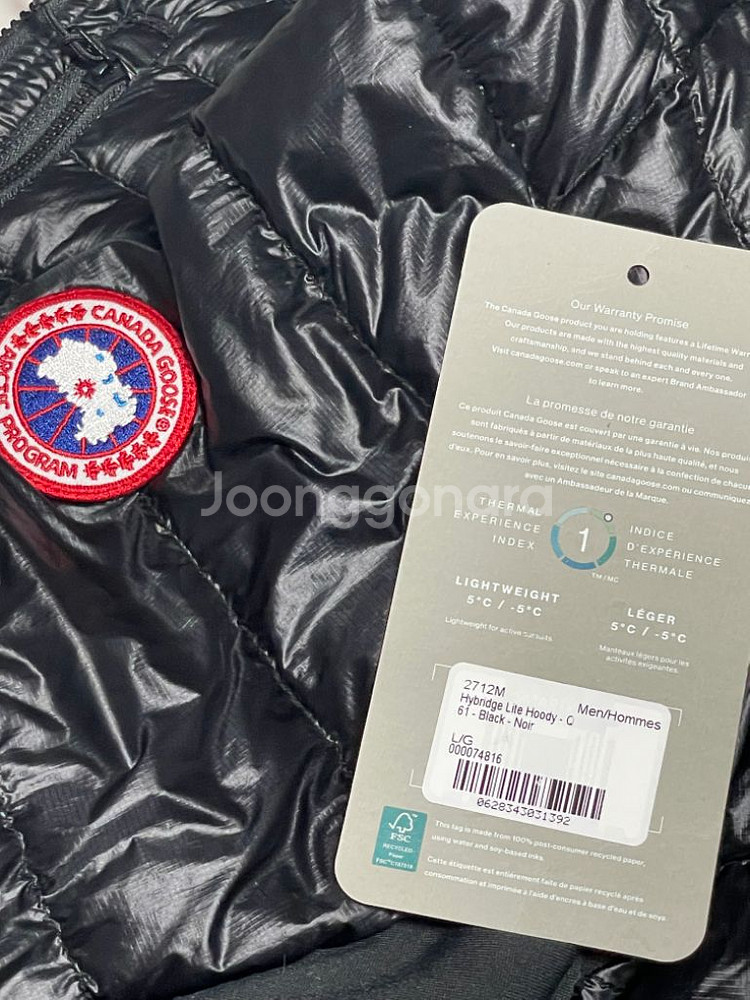 CANADA GOOSE®
ARCTIC
PROGRAM
Joonggonara
Our Warranty Promise
The Canada Goose product you are holding features a Lifetime
Our products are made with the highest quality materials and
craftsmanship, and we stand behind each and every one.
Visit canadagoose.com or speak to an expert Brand Ambassador
to learn more.
La promesse de notre garantie
Ce produit Canada Goose est couvert par une garantie à vie. Nos
sont fabriqués à partir de matériaux de la plus haute qualité, et nous
soutenons le savoir-faire exceptionnel nécessaire à la confection de
d'eux. Pour en savoir plus, visitez le site canadagoose.com ou
avec un Ambassadeur de la Marque.
THERMAL
EXPERIENCE
INDEX
1
™/MC
INDICE
D'EXPÉRIENCE
THERMALE
LIGHTWEIGHT
5°C / -5°C
Lightweight for active pursuits.
LÉGER
5°C / -5°C
Manteaux légers pour les
activités exigeantes.
2712M
Hybridge Lite Hoody - C
Men/Hommes
61 - Black - Noir
L/G
000074816
0628343031392
FSC
RECYCLED
Paper
This tag is made from 100% post-consumer recycled paper,
using water and soy-based inks.
Cette étiquette est entièrement faite de papier recyclé après
consommation et imprimée à l'aide d'encres à base d'eau et de soya.